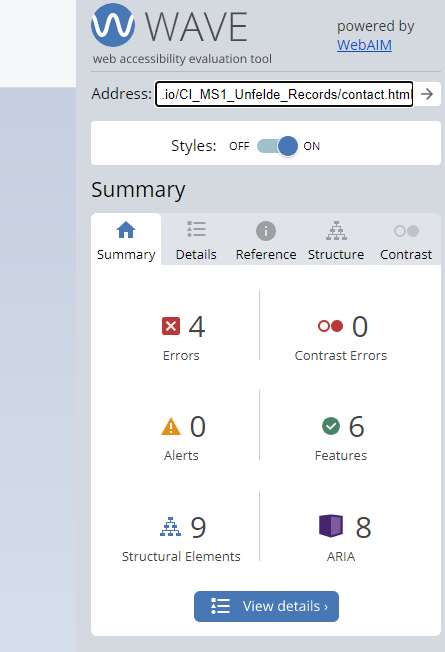 WAVE
web accessibility evaluation tool
powered by
WebAIM
Address: .io/CI_MS1_Unfelde_Records/contact.html
Styles: OFF ON
Summary
Summary Details Reference Structure Contrast
4 0
Errors Contrast Errors
0 6
Alerts Features
9 8
Structural Elements ARIA
View details ›